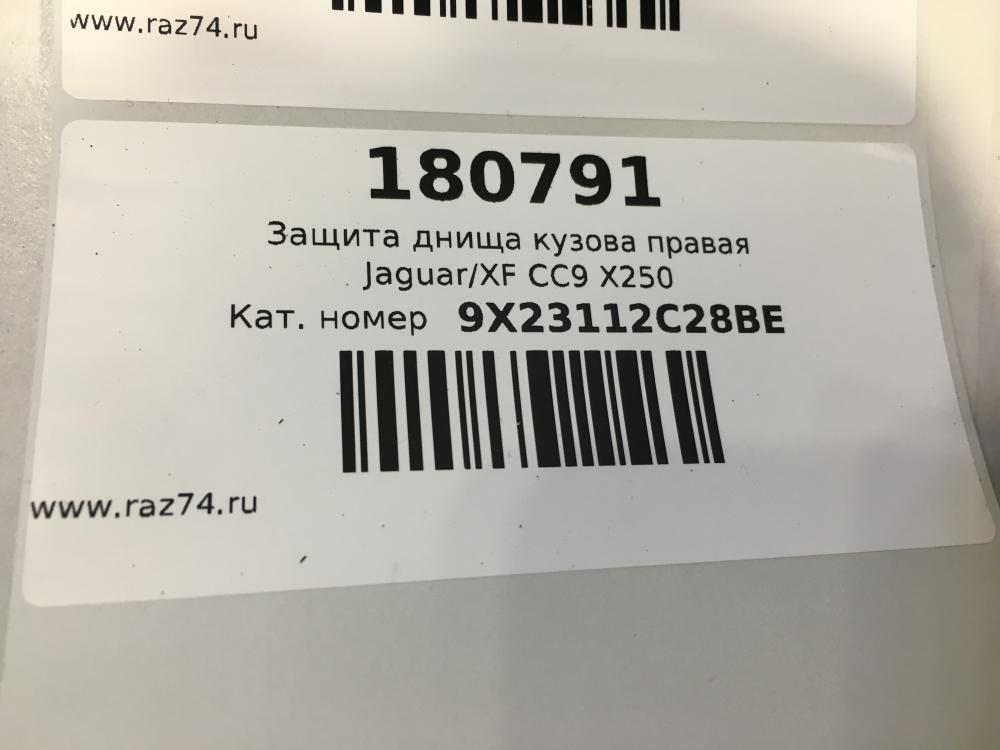 www.raz74.ru
180791
Защита днища кузова правая
Jaguar/XF CC9 X250
Кат. номер 9X23112C28BE
www.raz74.ru